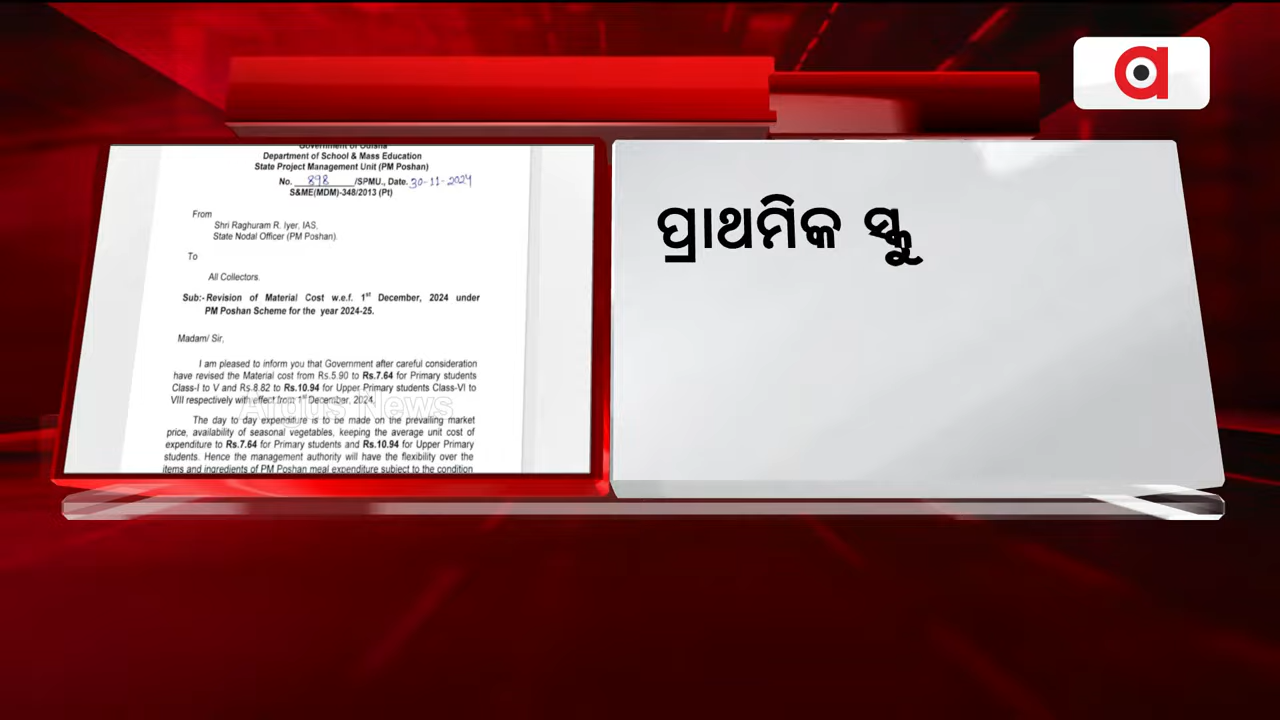 Government of Odisha
Department of School & Mass Education
State Project Management Unit (PM Poshan)
No. 898 /SPMU., Date. 30-11-2024
S&ME(MDM)-348/2013 (Pt)
From
Shri Raghuram R. Iyer, IAS,
State Nodal Officer (PM Poshan).
To
All Collectors.
Sub:- Revision of Material Cost w.e.f. 1st December, 2024 under
PM Poshan Scheme for the year 2024-25.
Madam/ Sir,
I am pleased to inform you that Government after careful consideration
have revised the Material cost from Rs.5.90 to Rs.7.64 for Primary students
Class-I to V and Rs.8.82 to Rs.10.94 for Upper Primary students Class-VI to
VIII respectively with effect from 1st December, 2024.
Argus News
The day to day expenditure is to be made on the prevailing market
price, availability of seasonal vegetables, keeping the average unit cost of
expenditure to Rs.7.64 for Primary students and Rs.10.94 for Upper Primary
students. Hence the management authority will have the flexibility over the
items and ingredients of PM Poshan meal expenditure subject to the condition
ପ୍ରାଥମିକ ସ୍କୁ
a